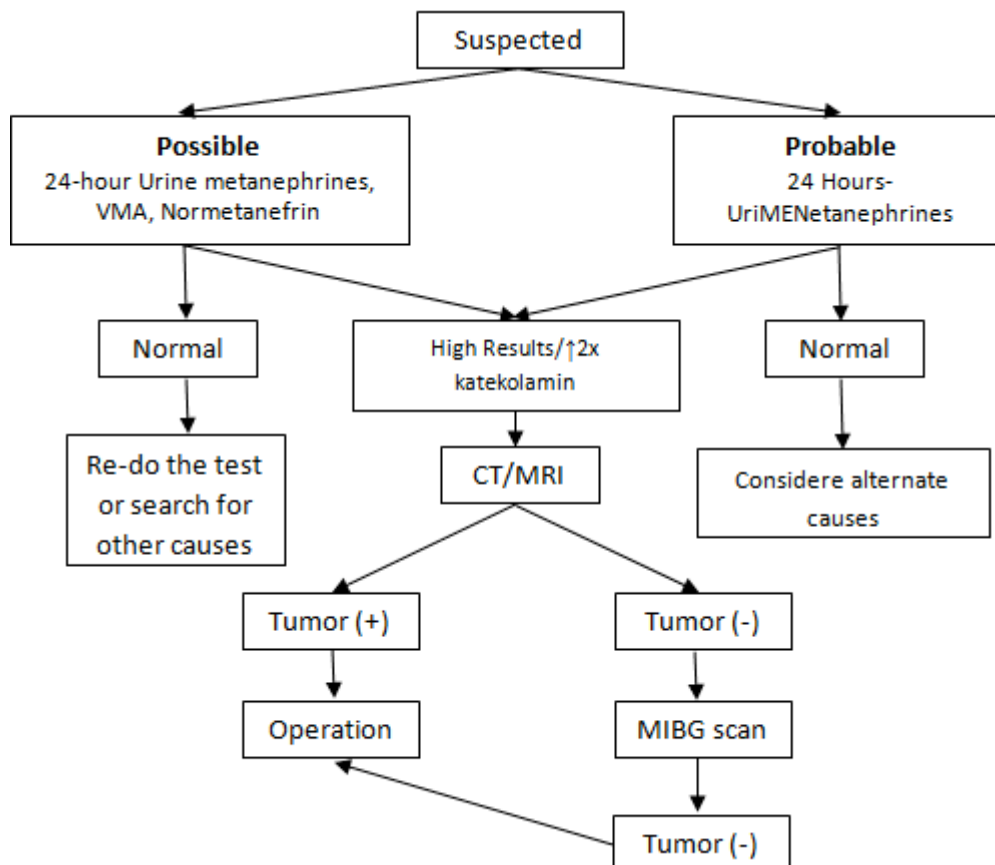 Suspected
Possible
24-hour Urine metanephrines,
VMA, Normetanefrin
Probable
24 Hours-
UriMENetanephrines
Normal
High Results/↑2x
katekolamin
Normal
Re-do the test
or search for
other causes
CT/MRI
Considere alternate
causes
Tumor (+)
Tumor (-)
Operation
MIBG scan
Tumor (-)